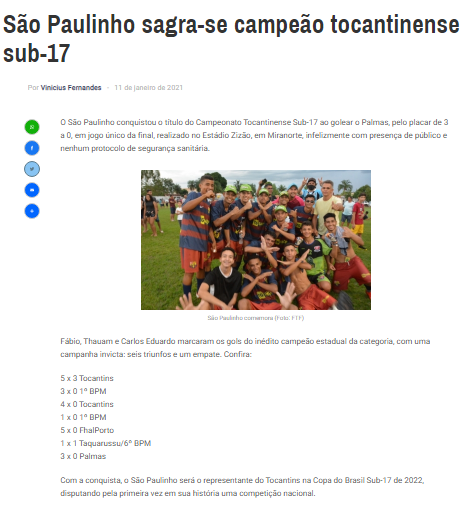 São Paulinho sagra-se campeão tocantinense
sub-17
Por Vinicius Fernandes - 11 de janeiro de 2021
O São Paulinho conquistou o título do Campeonato Tocantinense Sub-17 ao golear o Palmas, pelo placar de 3
a 0, em jogo único da final, realizado no Estádio Zizão, em Miranorte, infelizmente com presença de público e
nenhum protocolo de segurança sanitária.
São Paulinho comemora (Foto: FTF)
Fábio, Thauam e Carlos Eduardo marcaram os gols do inédito campeão estadual da categoria, com uma
campanha invicta: seis triunfos e um empate. Confira:
5 x 3 Tocantins
3 x 0 1º BPM
4 x 0 Tocantins
1 x 0 1º BPM
5 x 0 FhalPorto
1 x 1 Taquarussu/6º BPM
3 x 0 Palmas
Com a conquista, o São Paulinho será o representante do Tocantins na Copa do Brasil Sub-17 de 2022,
disputando pela primeira vez em sua história uma competição nacional.